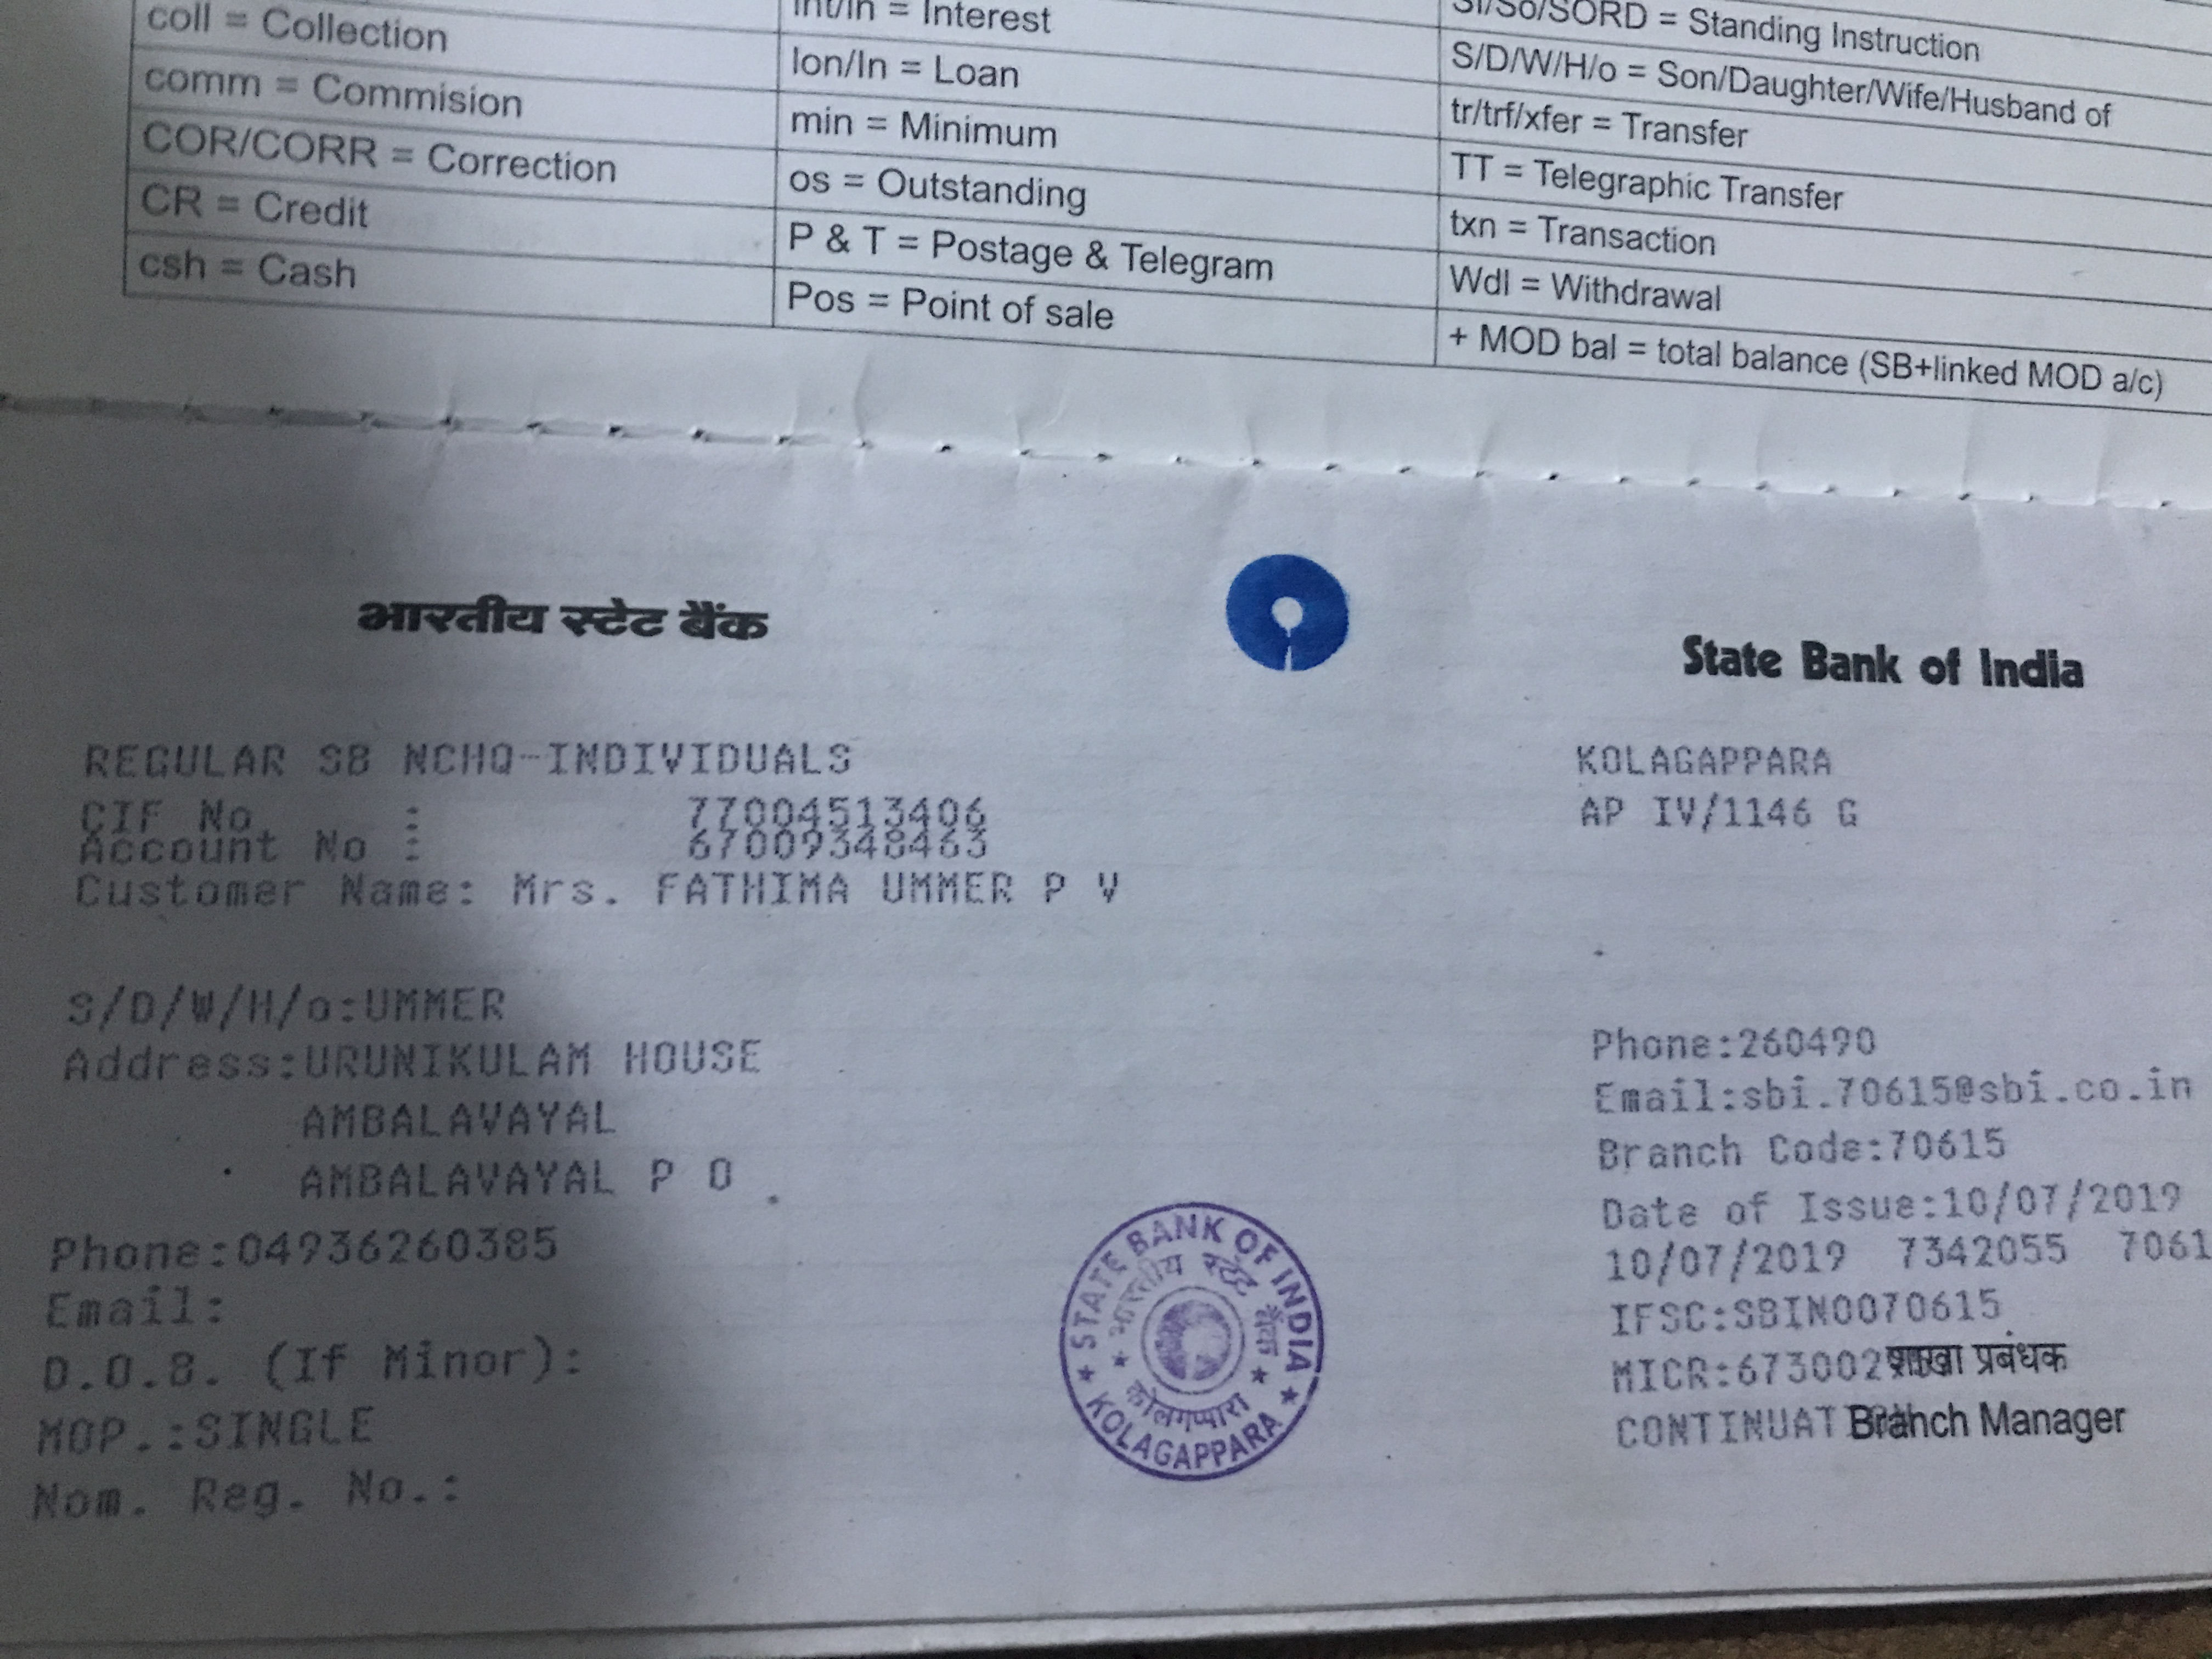 coll = Collection
comm = Commision
COR/CORR = Correction
CR = Credit
csh = Cash
int/in = Interest
lon/ln = Loan
min = Minimum
os = Outstanding
P & T = Postage & Telegram
Pos = Point of sale
SI/So/SORD = Standing Instruction
S/D/W/H/o = Son/Daughter/Wife/Husband of
tr/trf/xfer = Transfer
TT = Telegraphic Transfer
txn = Transaction
Wdl = Withdrawal
+ MOD bal = total balance (SB+linked MOD a/c)
भारतीय स्टेट बैंक
State Bank of India
REGULAR SB NCHQ-INDIVIDUALS
CIF No : 77004513406
Account No : 67009348463
Customer Name: Mrs. FATHIMA UMMER P V
S/D/W/H/o:UMMER
Address:URUNIKULAM HOUSE
AMBALAVAYAL
AMBALAVAYAL P O
Phone:04936260385
Email:
D.O.B. (If Minor):
MOP.:SINGLE
Nom. Reg. No.:
KOLAGAPPARA
AP IV/1146 G
Phone:260490
Email:sbi.70615@sbi.co.in
Branch Code:70615
Date of Issue:10/07/2019
10/07/2019 7342055 7061
IFSC:SBIN0070615
MICR:673002
शाखा प्रबंधक
CONTINUAT
Branch Manager
STATE BANK OF INDIA
भारतीय स्टेट बैंक
KOLAGAPPARA